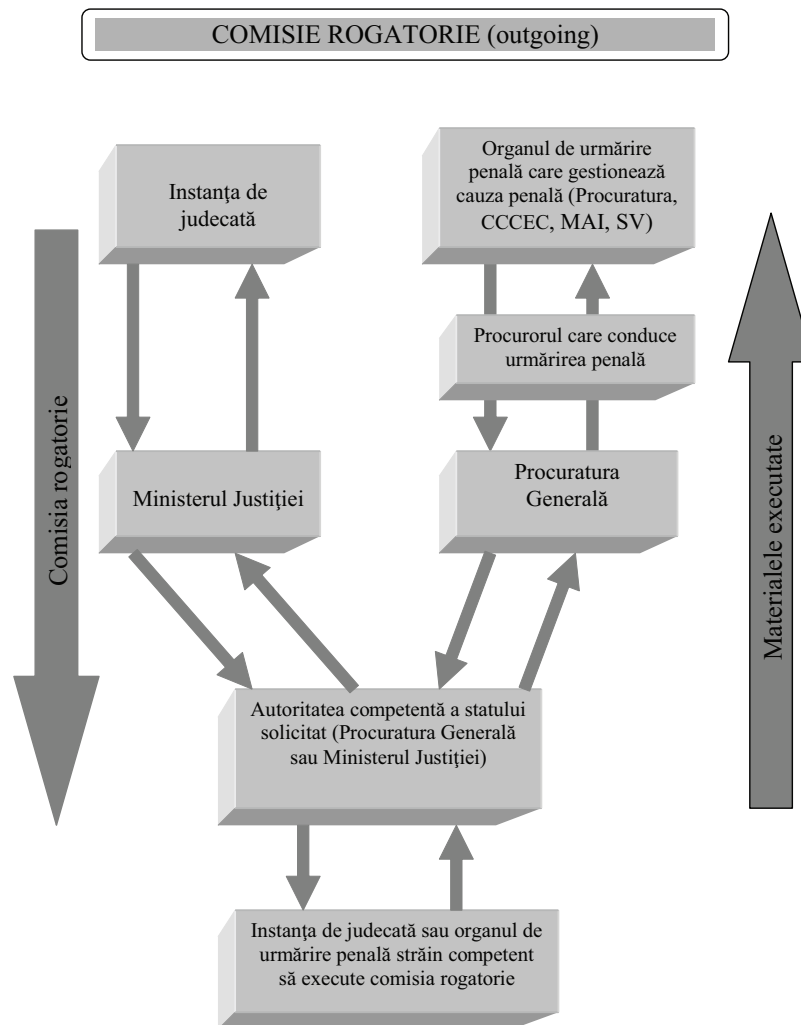 COMISIE ROGATORIE (outgoing)
Instanţa de
judecată
Organul de urmărire
penală care gestionează
cauza penală (Procuratura,
CCCEC, MAI, SV)
Procurorul care conduce
urmărirea penală
Comisia rogatorie
Ministerul Justiţiei
Procuratura
Generală
Materialele executate
Autoritatea competentă a statului
solicitat (Procuratura Generală
sau Ministerul Justiţiei)
Instanţa de judecată sau organul de
urmărire penală străin competent
să execute comisia rogatorie